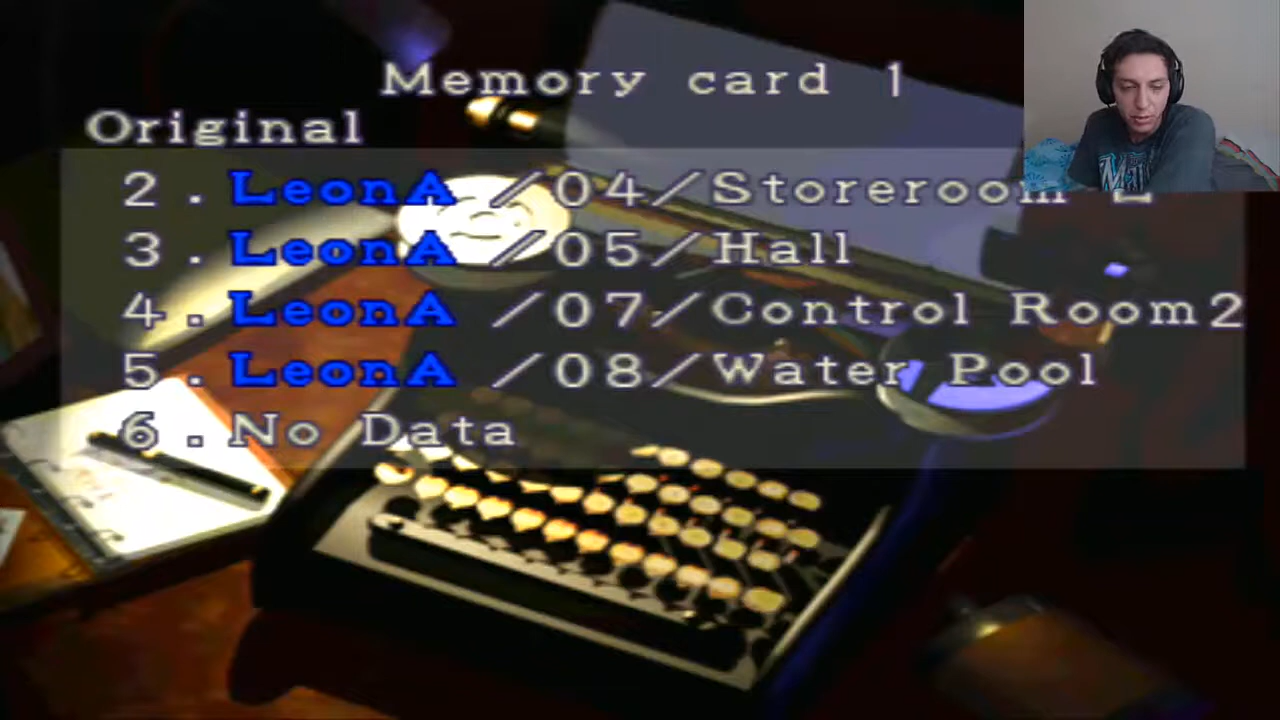 Memory card 1
Original
2. LeonA /04/Storeroom
3. LeonA /05/Hall
4. LeonA /07/Control Room2
5. LeonA /08/Water Pool
6. No Data